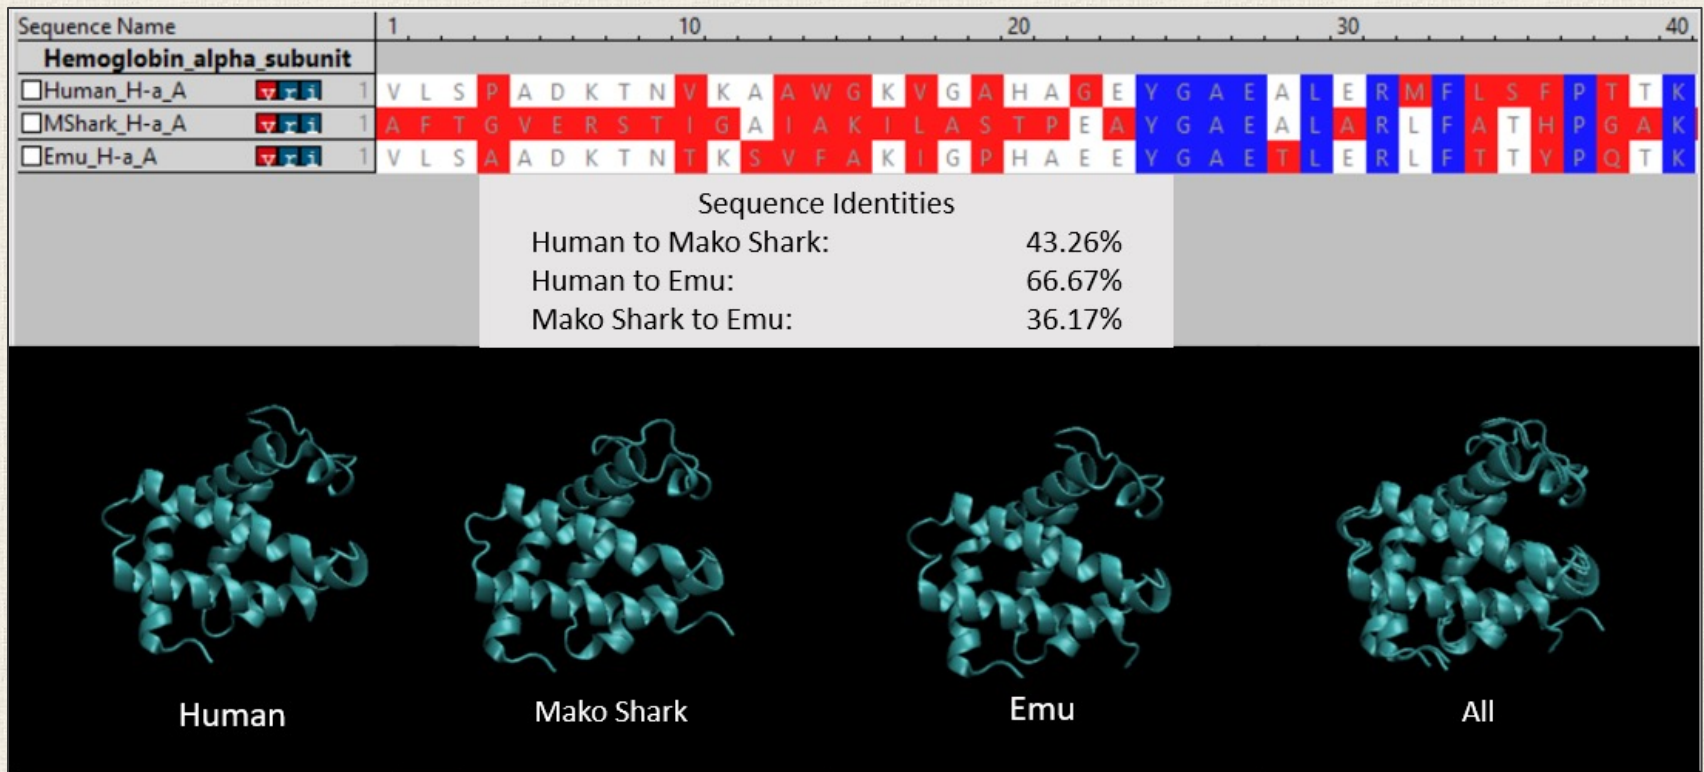 Sequence Name 1 10 20 30 40
Hemoglobin_alpha_subunit
Human_H-a_A v r i 1 V L S P A D K T N V K A A W G K V G A H A G E Y G A E A L E R M F L S F P T T K
MShark_H-a_A v r i 1 A F T G V E R S T I G A I A K I L A S T P E A Y G A E A L A R L F A T H P G A K
Emu_H-a_A v r i 1 V L S A A D K T N T K S V F A K I G P H A E E Y G A E T L E R L F T T Y P Q T K
Sequence Identities
Human to Mako Shark: 43.26%
Human to Emu: 66.67%
Mako Shark to Emu: 36.17%
Human Mako Shark Emu All